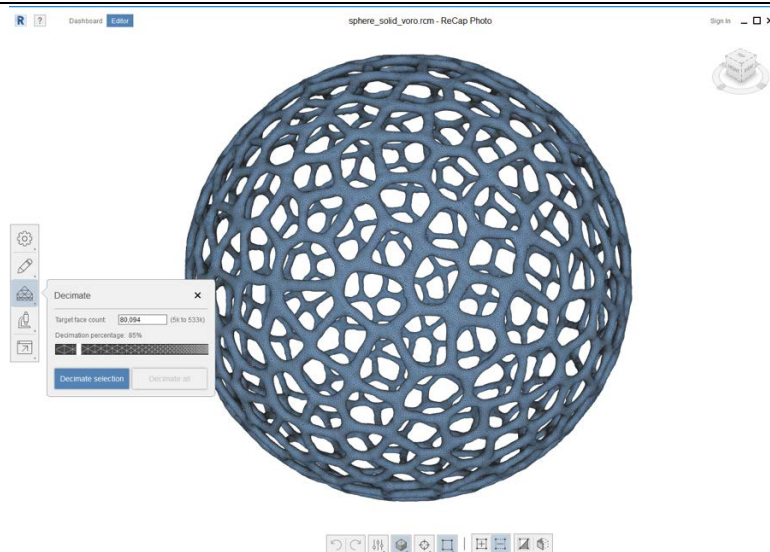 R ? Dashboard Editor sphere_solid_voro.rcm - ReCap Photo Sign In
Decimate
Target face count: 80,094 (5k to 533k)
Decimation percentage: 85%
Decimate selection Decimate all